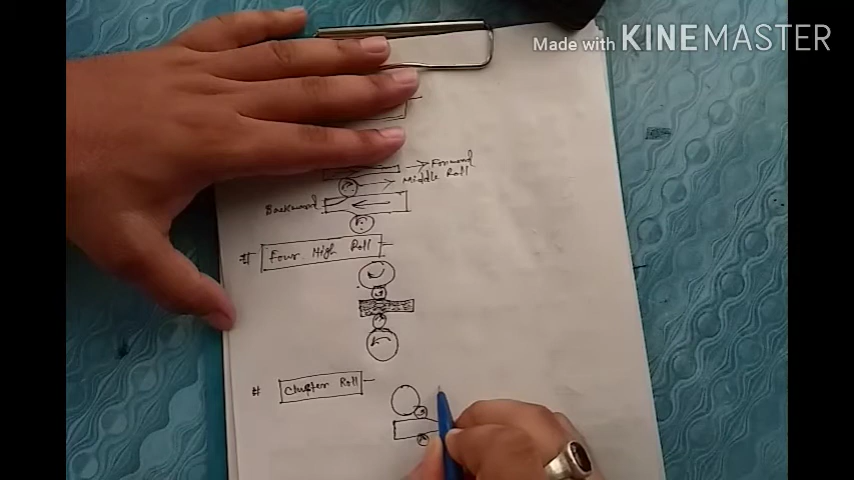 Made with KINEMASTER
Forward
Middle Roll
Backward
# Four High Roll
# Cluster Roll